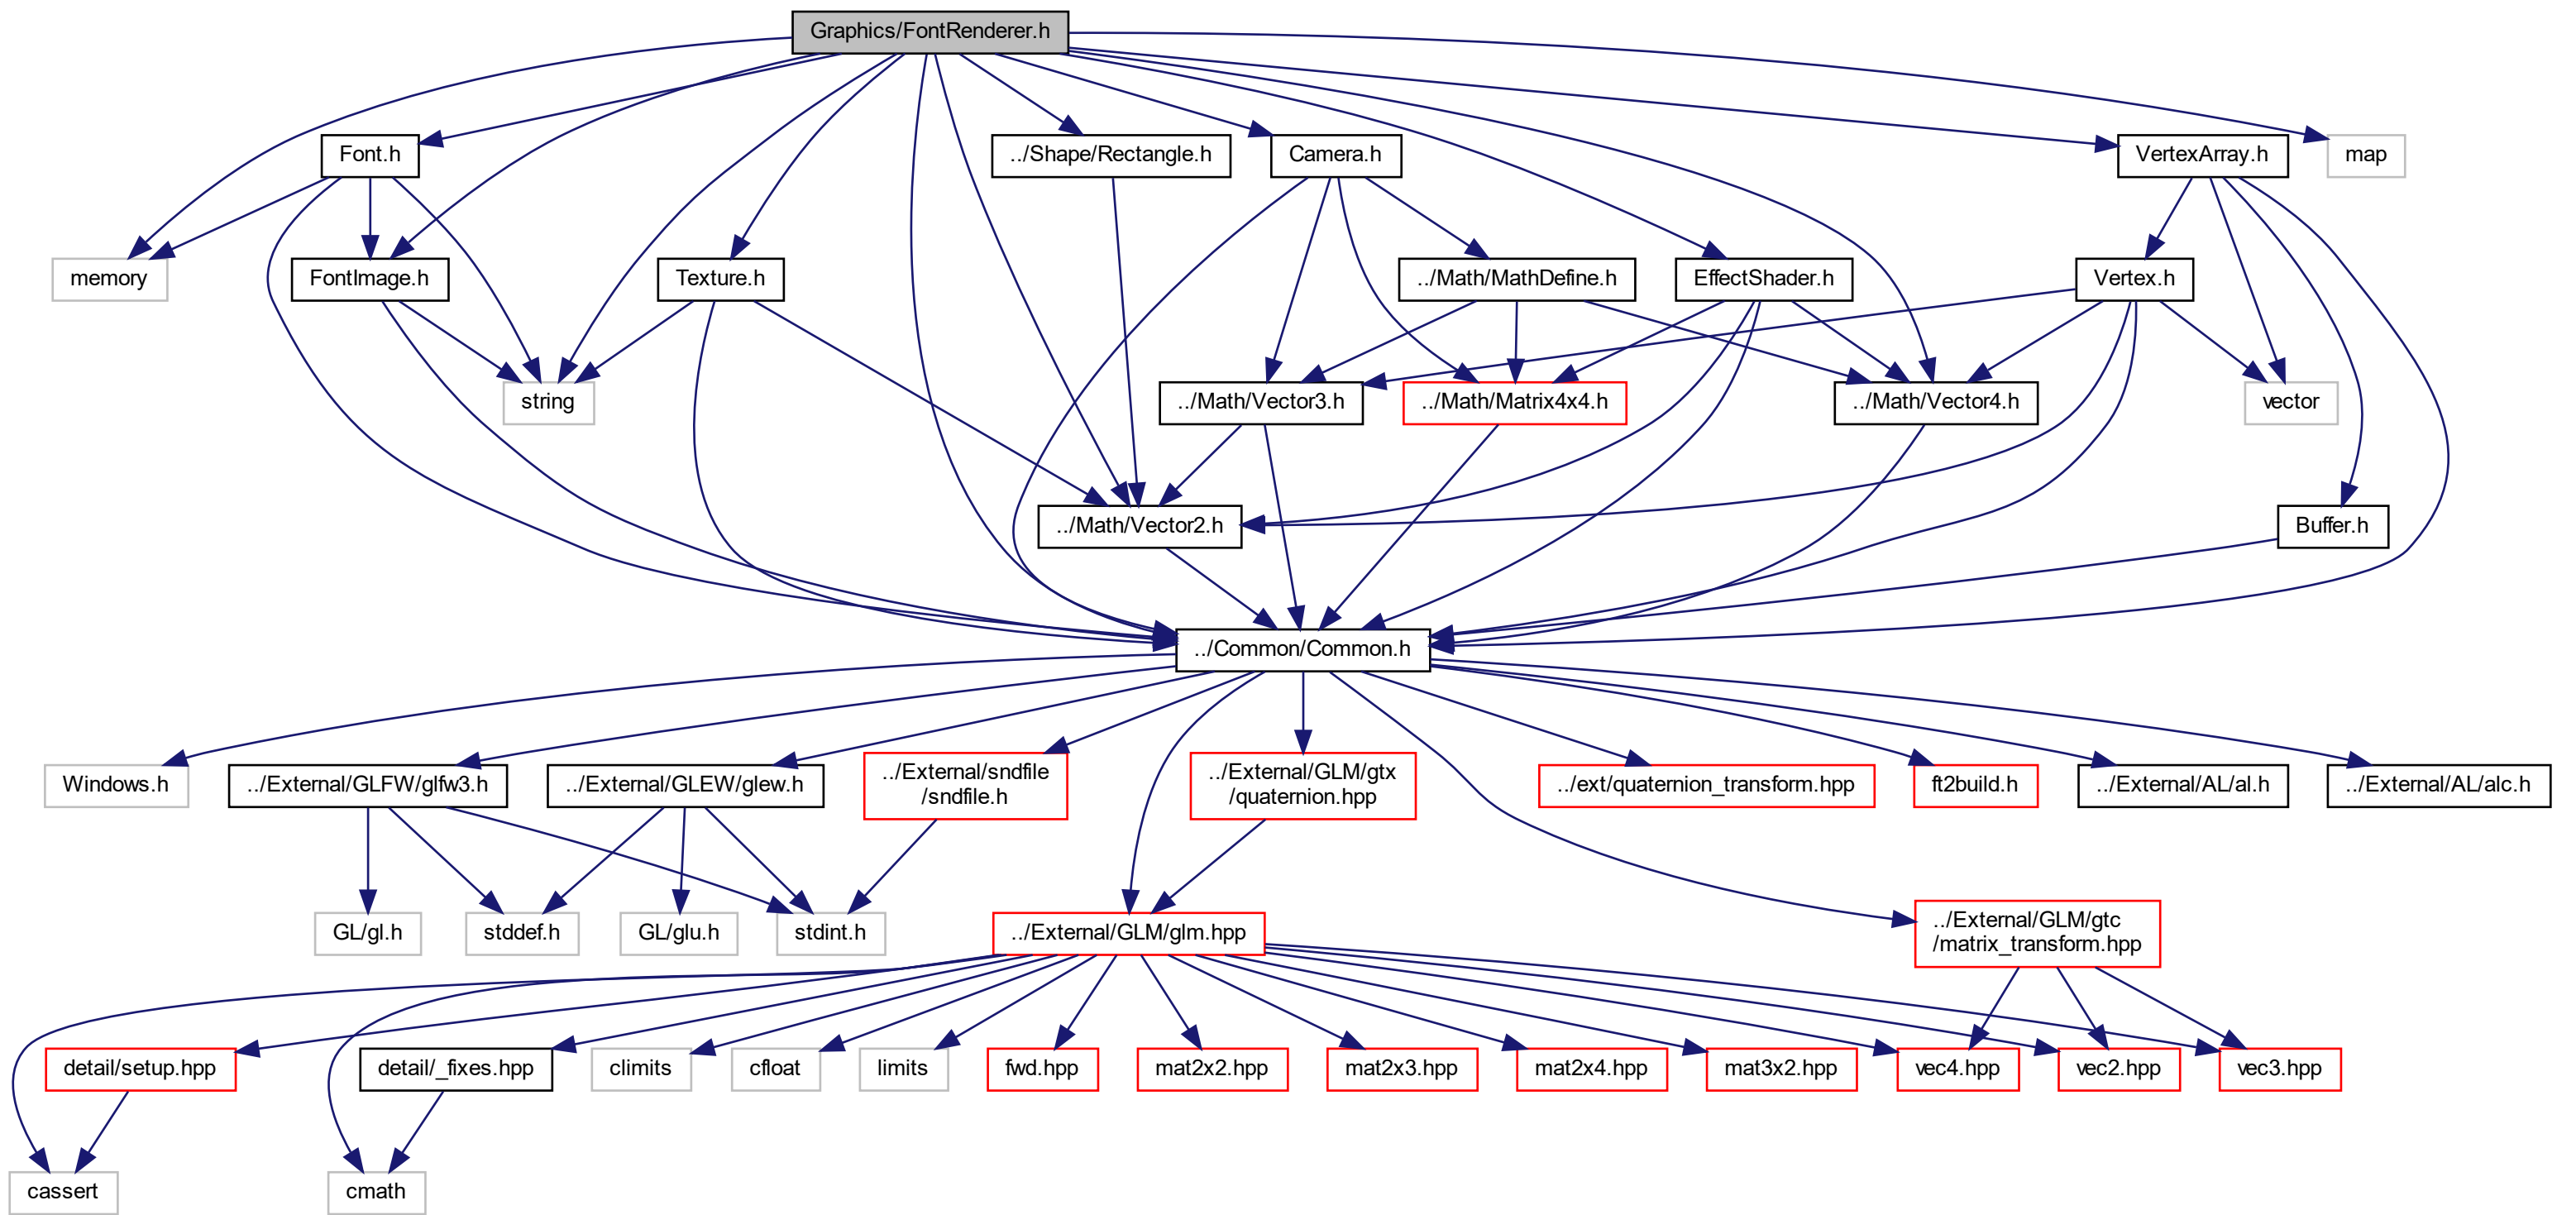 Graphics/FontRenderer.h
Font.h
../Shape/Rectangle.h
Camera.h
VertexArray.h
map
memory
FontImage.h
Texture.h
../Math/MathDefine.h
EffectShader.h
Vertex.h
string
../Math/Vector3.h
../Math/Matrix4x4.h
../Math/Vector4.h
vector
../Math/Vector2.h
Buffer.h
../Common/Common.h
Windows.h
../External/GLFW/glfw3.h
../External/GLEW/glew.h
../External/sndfile
/sndfile.h
../External/GLM/gtx
/quaternion.hpp
../ext/quaternion_transform.hpp
ft2build.h
../External/AL/al.h
../External/AL/alc.h
GL/gl.h
stddef.h
GL/glu.h
stdint.h
../External/GLM/glm.hpp
../External/GLM/gtc
/matrix_transform.hpp
detail/setup.hpp
detail/_fixes.hpp
climits
cfloat
limits
fwd.hpp
mat2x2.hpp
mat2x3.hpp
mat2x4.hpp
mat3x2.hpp
vec4.hpp
vec2.hpp
vec3.hpp
cassert
cmath